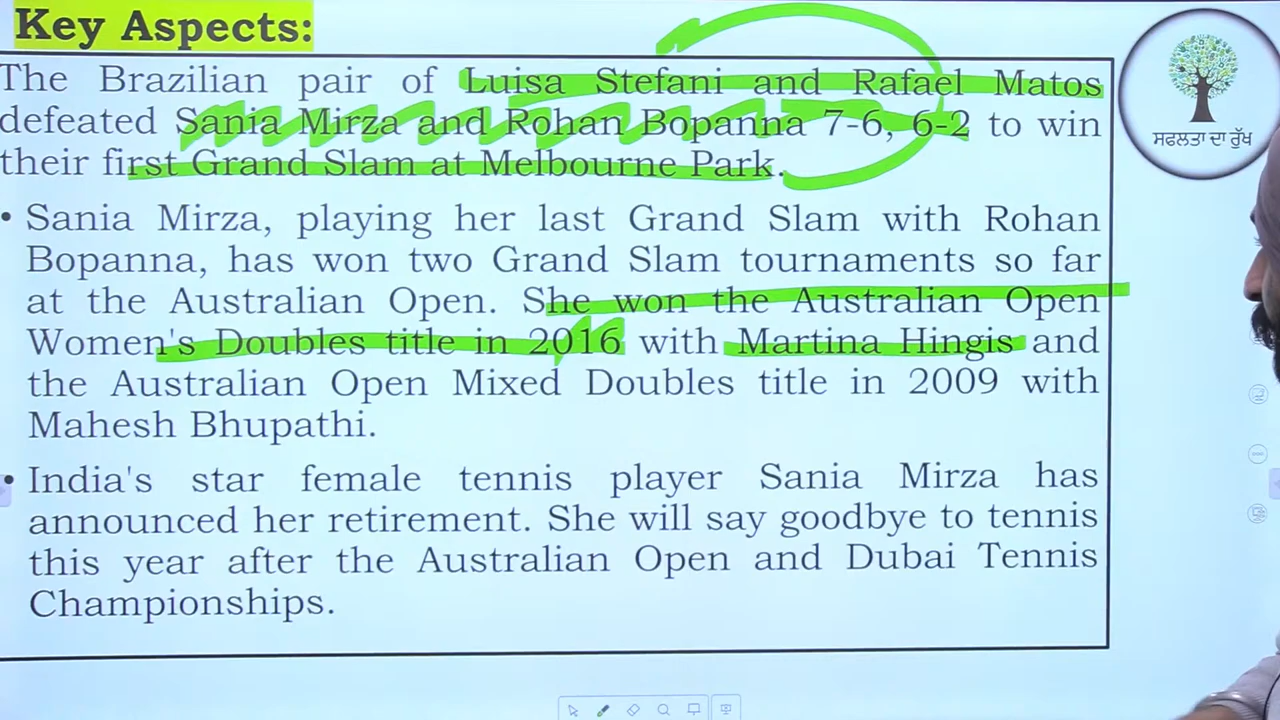 Key Aspects:
The Brazilian pair of Luisa Stefani and Rafael Matos
defeated Sania Mirza and Rohan Bopanna 7-6, 6-2 to win
their first Grand Slam at Melbourne Park.
• Sania Mirza, playing her last Grand Slam with Rohan
Bopanna, has won two Grand Slam tournaments so far
at the Australian Open. She won the Australian Open
Women's Doubles title in 2016 with Martina Hingis and
the Australian Open Mixed Doubles title in 2009 with
Mahesh Bhupathi.
• India's star female tennis player Sania Mirza has
announced her retirement. She will say goodbye to tennis
this year after the Australian Open and Dubai Tennis
Championships.
ਸਫਲਤਾ ਦਾ ਰੁੱਖ